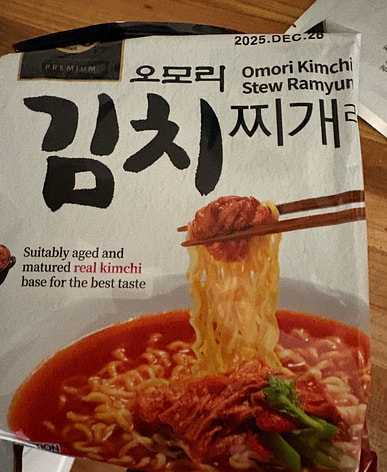 2025.DEC.26
PREMIUM
오모리
Omori Kimchi
Stew Ramyun
김치찌개
Suitably aged and
matured real kimchi
base for the best taste